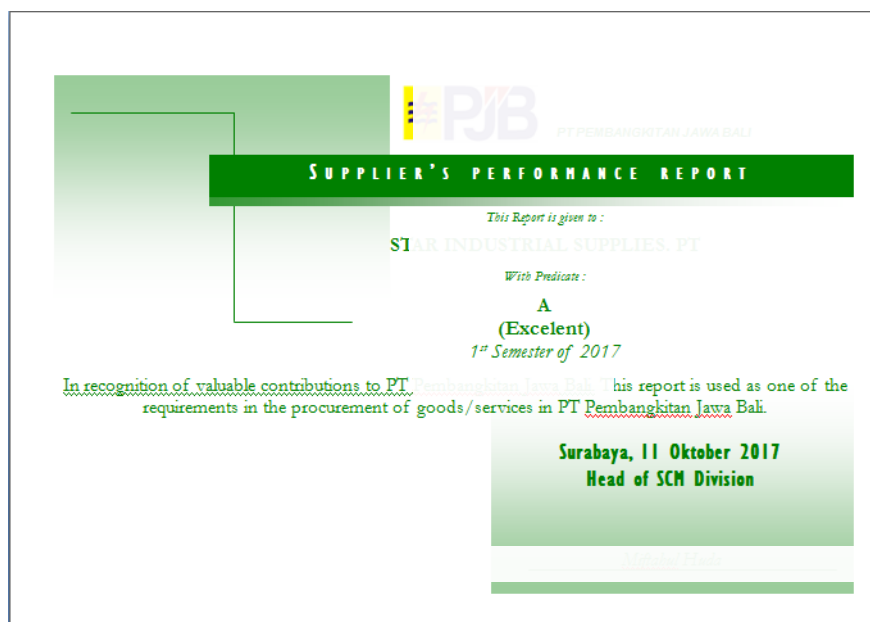 PJB
PT PEMBANGKITAN JAWA BALI
SUPPLIER'S PERFORMANCE REPORT
This Report is given to :
STAR INDUSTRIAL SUPPLIES. PT
With Predicate :
A
(Excelent)
1st Semester of 2017
In recognition of valuable contributions to PT Pembangkitan Jawa Bali. This report is used as one of the
requirements in the procurement of goods/services in PT Pembangkitan Jawa Bali.
Surabaya, 11 Oktober 2017
Head of SCM Division